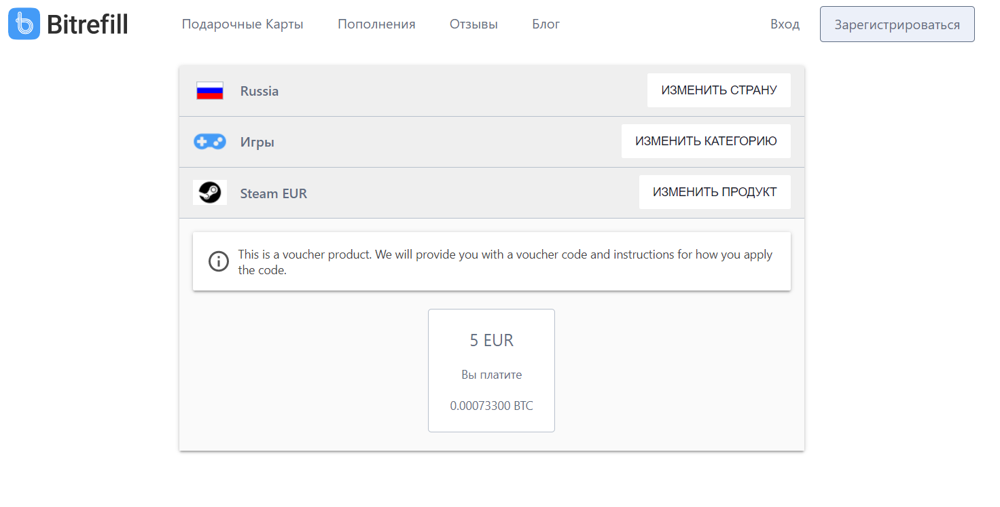 Bitrefill
Подарочные Карты Пополнения Отзывы Блог Вход Зарегистрироваться
Russia ИЗМЕНИТЬ СТРАНУ
Игры ИЗМЕНИТЬ КАТЕГОРИЮ
Steam EUR ИЗМЕНИТЬ ПРОДУКТ
This is a voucher product. We will provide you with a voucher code and instructions for how you apply
the code.
5 EUR
Вы платите
0.00073300 BTC